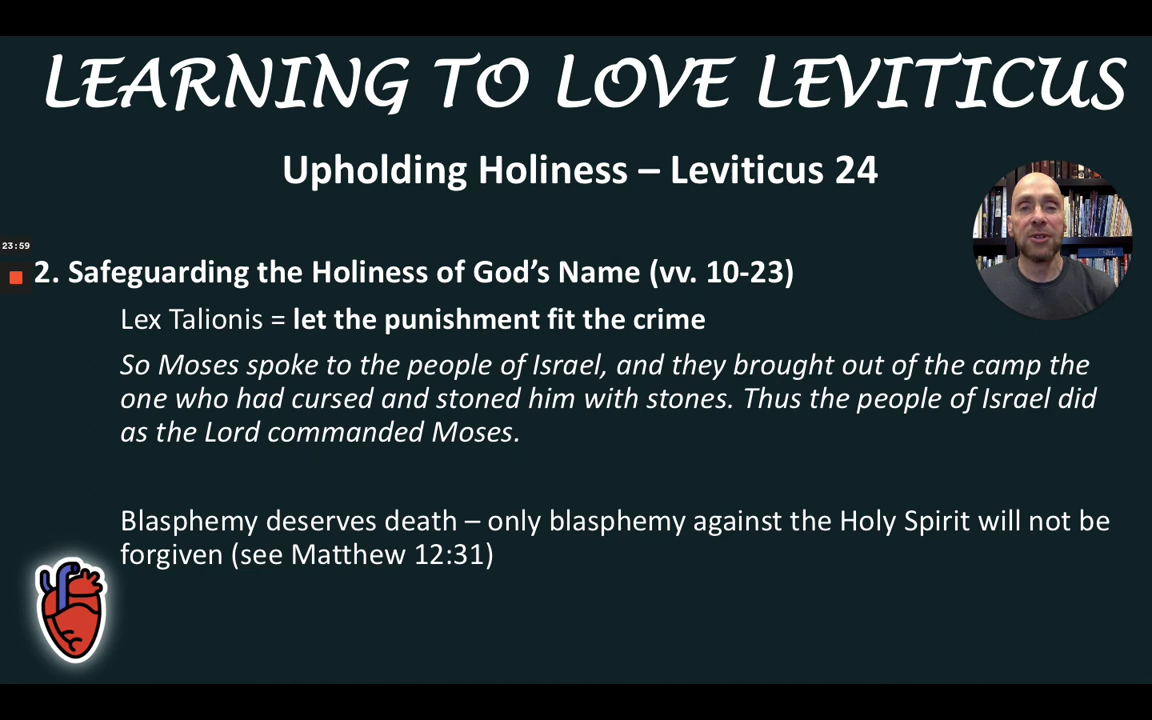 LEARNING TO LOVE LEVITICUS
Upholding Holiness – Leviticus 24
23:59
2. Safeguarding the Holiness of God’s Name (vv. 10-23)
Lex Talionis = let the punishment fit the crime
So Moses spoke to the people of Israel, and they brought out of the camp the
one who had cursed and stoned him with stones. Thus the people of Israel did
as the Lord commanded Moses.
Blasphemy deserves death – only blasphemy against the Holy Spirit will not be
forgiven (see Matthew 12:31)